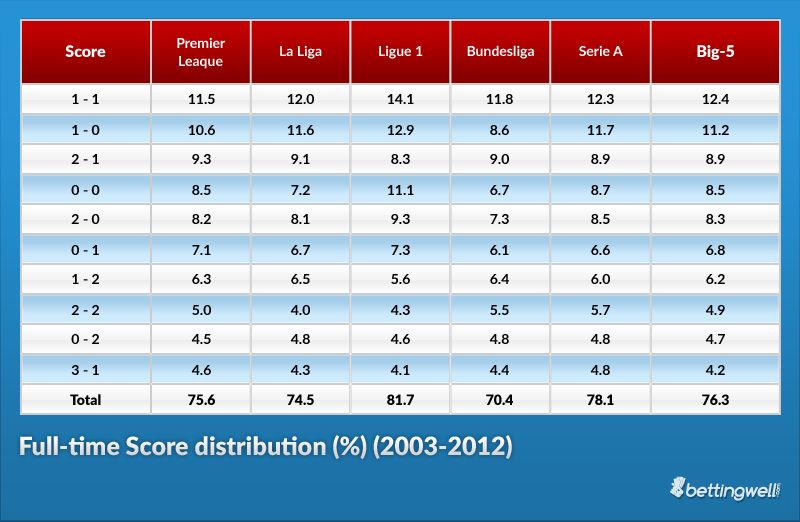 Score Premier Leaque La Liga Ligue 1 Bundesliga Serie A Big-5
1 - 1 11.5 12.0 14.1 11.8 12.3 12.4
1 - 0 10.6 11.6 12.9 8.6 11.7 11.2
2 - 1 9.3 9.1 8.3 9.0 8.9 8.9
0 - 0 8.5 7.2 11.1 6.7 8.7 8.5
2 - 0 8.2 8.1 9.3 7.3 8.5 8.3
0 - 1 7.1 6.7 7.3 6.1 6.6 6.8
1 - 2 6.3 6.5 5.6 6.4 6.0 6.2
2 - 2 5.0 4.0 4.3 5.5 5.7 4.9
0 - 2 4.5 4.8 4.6 4.8 4.8 4.7
3 - 1 4.6 4.3 4.1 4.4 4.8 4.2
Total 75.6 74.5 81.7 70.4 78.1 76.3
Full-time Score distribution (%) (2003-2012)
bettingwell